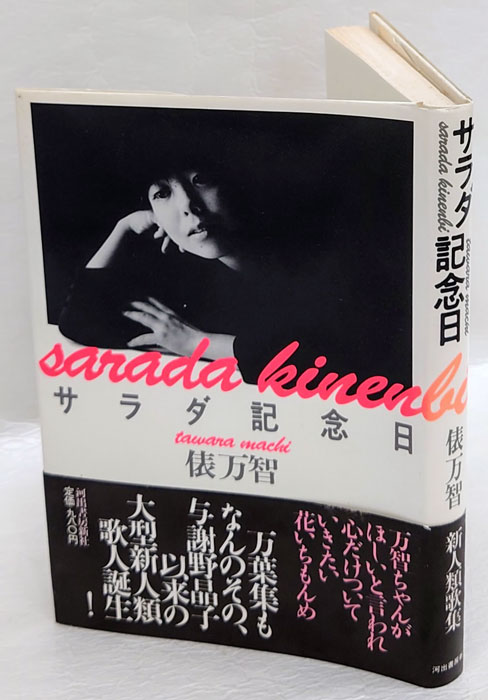 sarada kinenbi
サラダ記念日
tawara machi
俵万智
万智ちゃんが
ほしいと言われ
心だけついて
いきたい
花いちもんめ
万葉集も
なんのその、
与謝野晶子
以来の
大型新人類
歌人誕生!
河出書房新社
定価九八〇円
サラダ記念日
sarada kinenbi
tawara machi
俵万智
新人類歌集
河出書房新